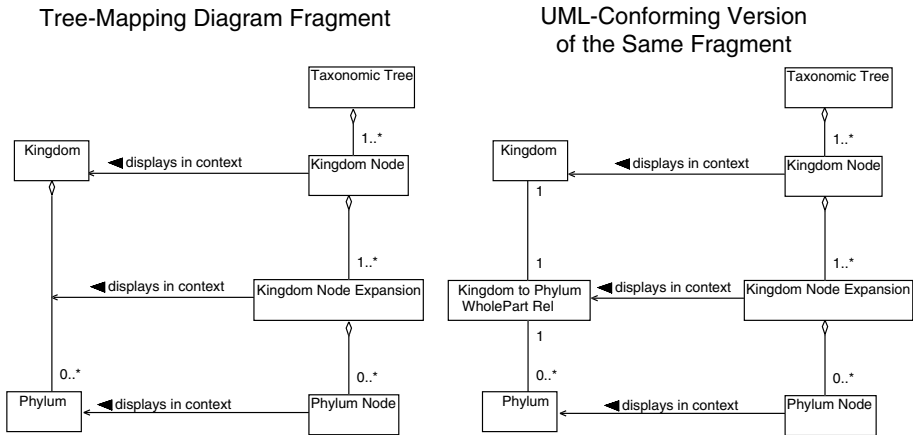 Tree-Mapping Diagram Fragment
UML-Conforming Version
of the Same Fragment
Taxonomic Tree
1..*
Kingdom
displays in context
Kingdom Node
1..*
displays in context
Kingdom Node Expansion
0..*
0..*
Phylum
displays in context
Phylum Node
Taxonomic Tree
1..*
Kingdom
displays in context
Kingdom Node
1
1
1..*
Kingdom to Phylum
WholePart Rel
displays in context
Kingdom Node Expansion
1
0..*
0..*
Phylum
displays in context
Phylum Node